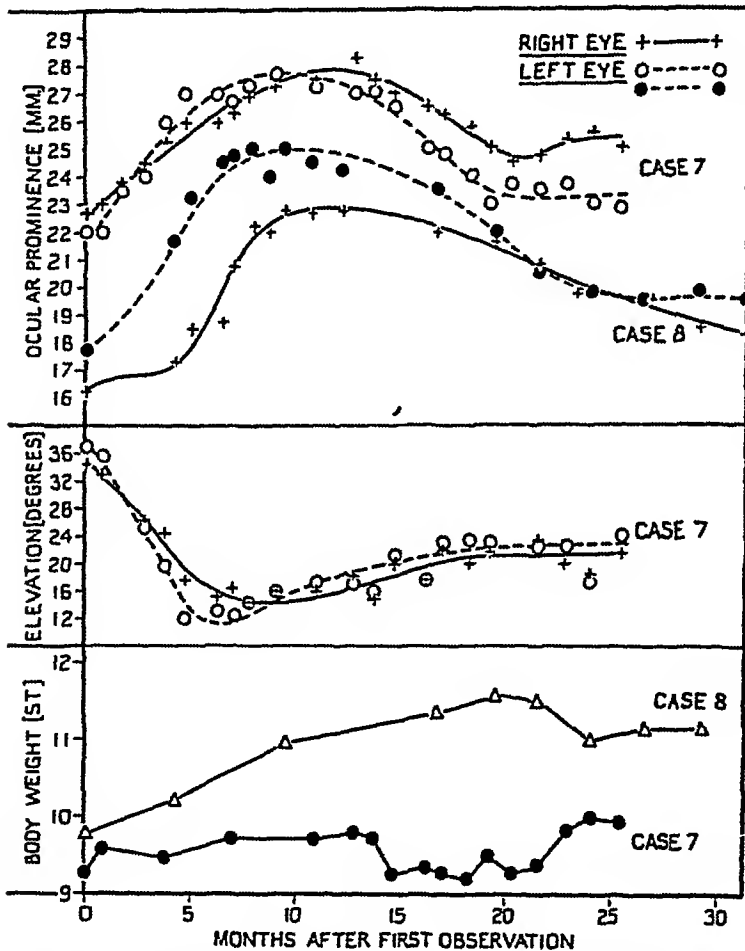 OCULAR PROMINENCE [MM]
29
28
27
26
25
24
23
22
21
20
19
18
17
16
RIGHT EYE
LEFT EYE
CASE 7
CASE 8
ELEVATION[DEGREES]
36
32
28
24
20
16
12
CASE 7
BODY WEIGHT [ST]
12
11
10
9
CASE 8
CASE 7
0 5 10 15 20 25 30
MONTHS AFTER FIRST OBSERVATION